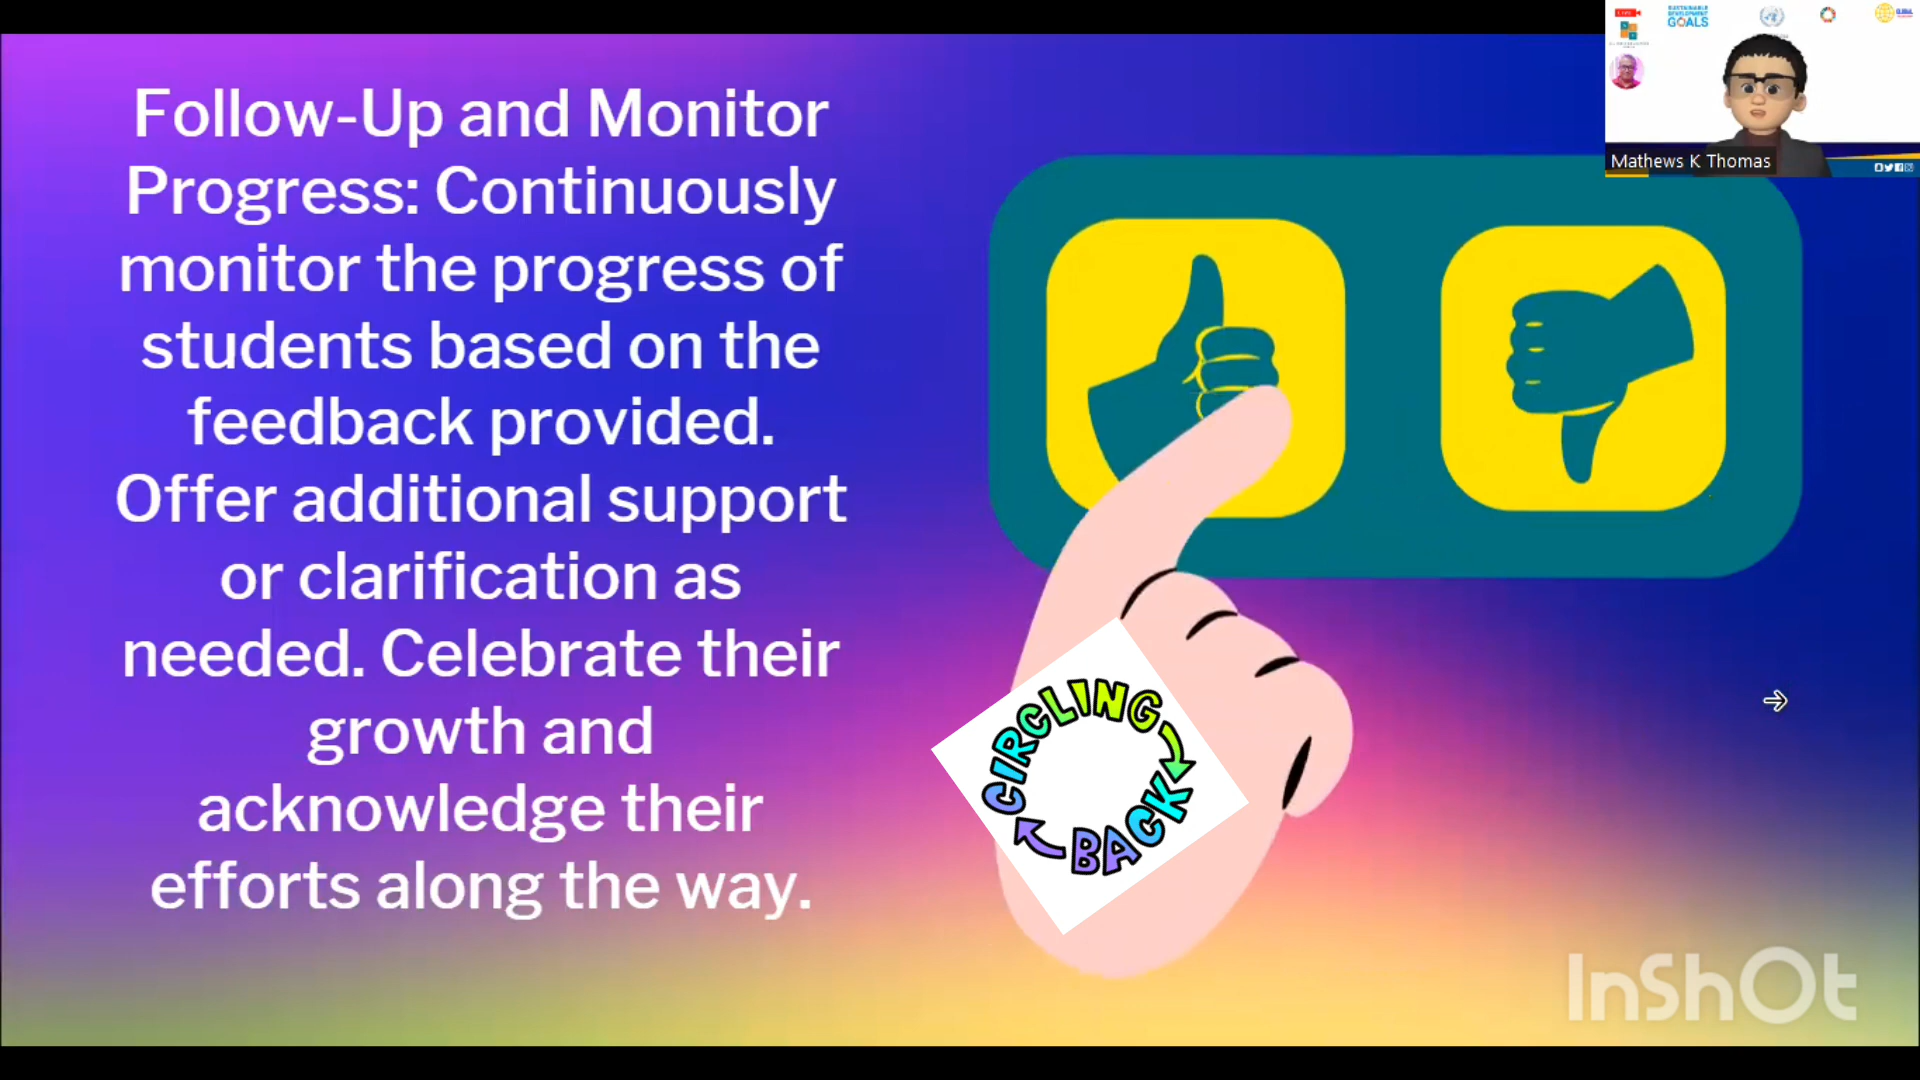 Follow-Up and Monitor
Progress: Continuously
monitor the progress of
students based on the
feedback provided.
Offer additional support
or clarification as
needed. Celebrate their
growth and
acknowledge their
efforts along the way.
CIRCLING
BACK
SUSTAINABLE
DEVELOPMENT
GOALS
Mathews K Thomas
InShOt